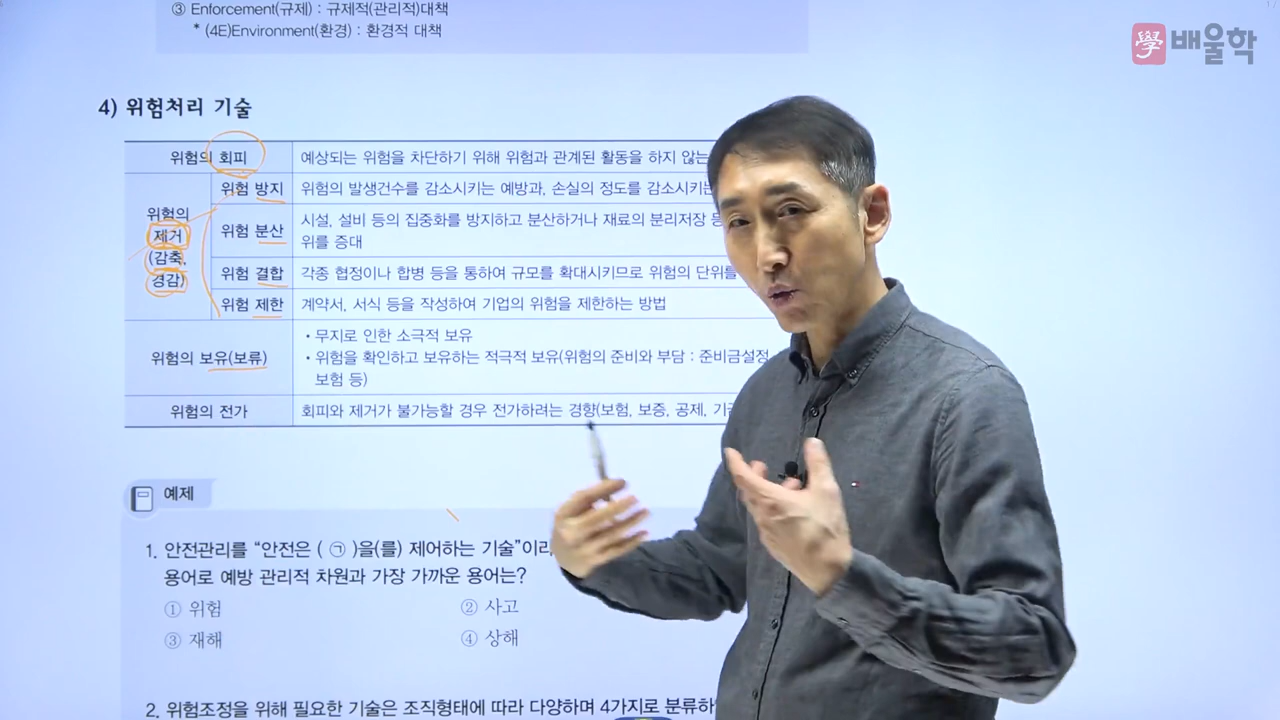 ③ Enforcement(규제) : 규제적(관리적)대책
* (4E)Environment(환경) : 환경적 대책
學 배울학
4) 위험처리 기술
위험의 회피
예상되는 위험을 차단하기 위해 위험과 관계된 활동을 하지 않는
위험의
제거
(감축,
경감)
위험 방지
위험의 발생건수를 감소시키는 예방과, 손실의 정도를 감소시키는
위험 분산
시설, 설비 등의 집중화를 방지하고 분산하거나 재료의 분리저장
위를 증대
위험 결합
각종 협정이나 합병 등을 통하여 규모를 확대시키므로 위험의 단위를
위험 제한
계약서, 서식 등을 작성하여 기업의 위험을 제한하는 방법
위험의 보유(보류)
• 무지로 인한 소극적 보유
• 위험을 확인하고 보유하는 적극적 보유(위험의 준비와 부담 : 준비금설정,
보험 등)
위험의 전가
회피와 제거가 불가능할 경우 전가하려는 경향(보험, 보증, 공제,
예제
1. 안전관리를 “안전은 ( ㉠ )을(를) 제어하는 기술”이라
용어로 예방 관리적 차원과 가장 가까운 용어는?
① 위험
② 사고
③ 재해
④ 상해
2. 위험조정을 위해 필요한 기술은 조직형태에 따라 다양하며 4가지로 분류하